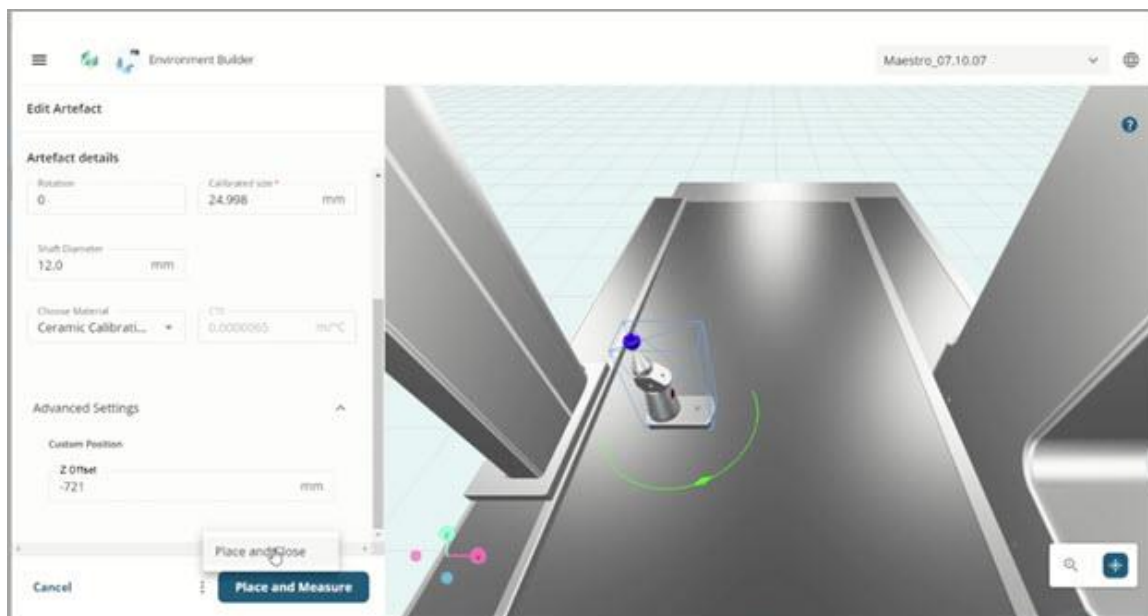 Environment Builder
Maestro_07.10.07
Edit Artefact
Artefact details
Rotation
0
Calibrated size *
24.998 mm
Shaft Diameter
12.0 mm
Choose Material
Ceramic Calibrati...
CTE
0.0000065 m/°C
Advanced Settings
Custom Position
Z Offset
-721 mm
Place and Close
Cancel
Place and Measure